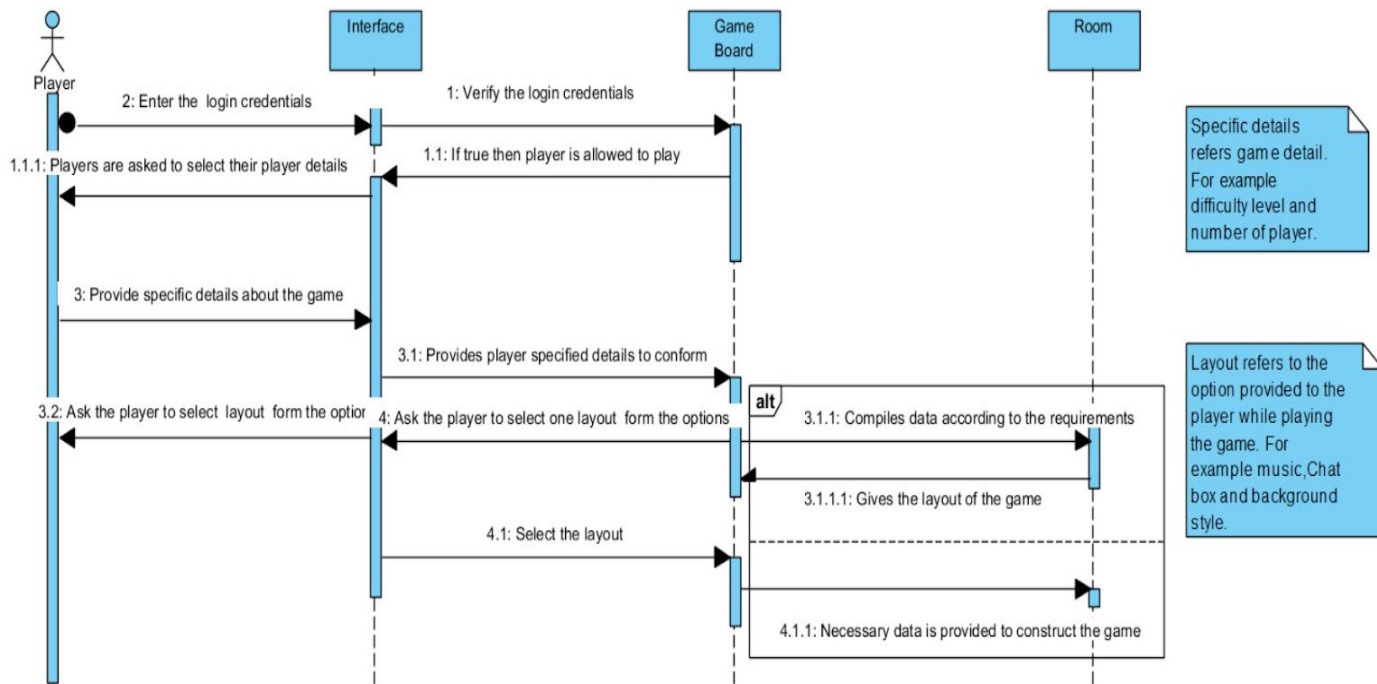 Interface
Game
Board
Room
Player
2: Enter the login credentials
1: Verify the login credentials
1.1: If true then player is allowed to play
1.1.1: Players are asked to select their player details
Specific details
refers game detail.
For example
difficulty level and
number of player.
3: Provide specific details about the game
3.1: Provides player specified details to conform
alt
3.2: Ask the player to select layout form the option
4: Ask the player to select one layout form the options
3.1.1: Compiles data according to the requirements
3.1.1.1: Gives the layout of the game
4.1: Select the layout
4.1.1: Necessary data is provided to construct the game
Layout refers to the
option provided to the
player while playing
the game. For
example music,Chat
box and background
style.